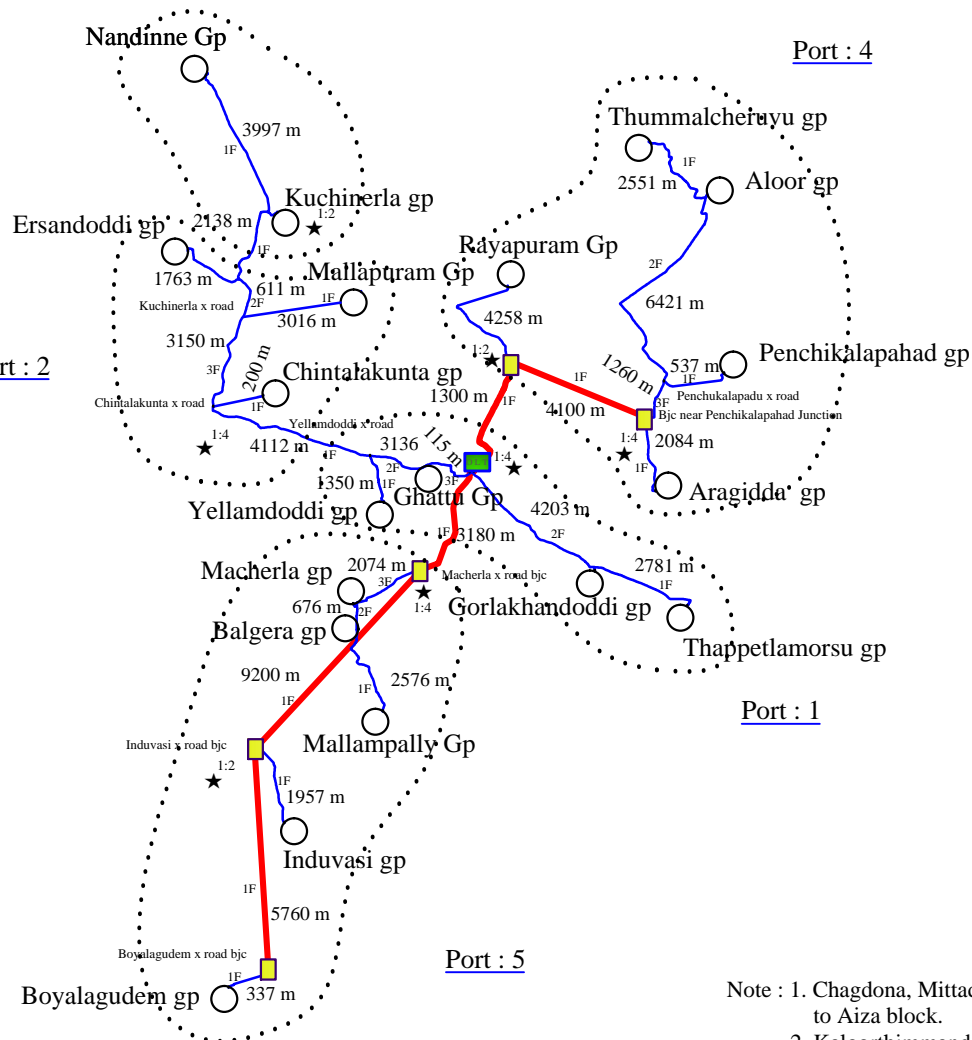 Nandinne Gp
Port : 4
3997 m
1F
Thummalcheruvu gp
1F
2551 m
Aloor gp
Kuchinerla gp
1:2
2138 m
1F
Ersandoddi gp
1763 m
611 m
2F
Mallapuram Gp
1F
3016 m
Kuchinerla x road
3150 m
3F
Rayapuram Gp
4258 m
2F
6421 m
1:2
1300 m
1F
1F
4100 m
1260 m
537 m
1F
Penchikalapahad gp
Penchukalapadu x road
3F
Bjc near Penchikalapahad Junction
rt : 2
200 m
Chintalakunta gp
1F
Chintalakunta x road
1:4
4112 m
1F
Yellamdoddi x road
3136
2F
115 m
3F
1:4
1350 m
1F
Ghattu Gp
Yellamdoddi gp
1:4
2084 m
1F
Aragidda gp
4203 m
2F
1F
3180 m
2781 m
1F
Macherla gp
2074 m
3F
Macherla x road bjc
1:4
Gorlakhandoddi gp
Thappetlamorsu gp
676 m
2F
Balgera gp
9200 m
1F
2576 m
1F
Mallampally Gp
Port : 1
Induvasi x road bjc
1:2
1F
1957 m
Induvasi gp
1F
5760 m
Boyalagudem x road bjc
1F
337 m
Boyalagudem gp
Port : 5
Note : 1. Chagdona, Mittad
to Aiza block.